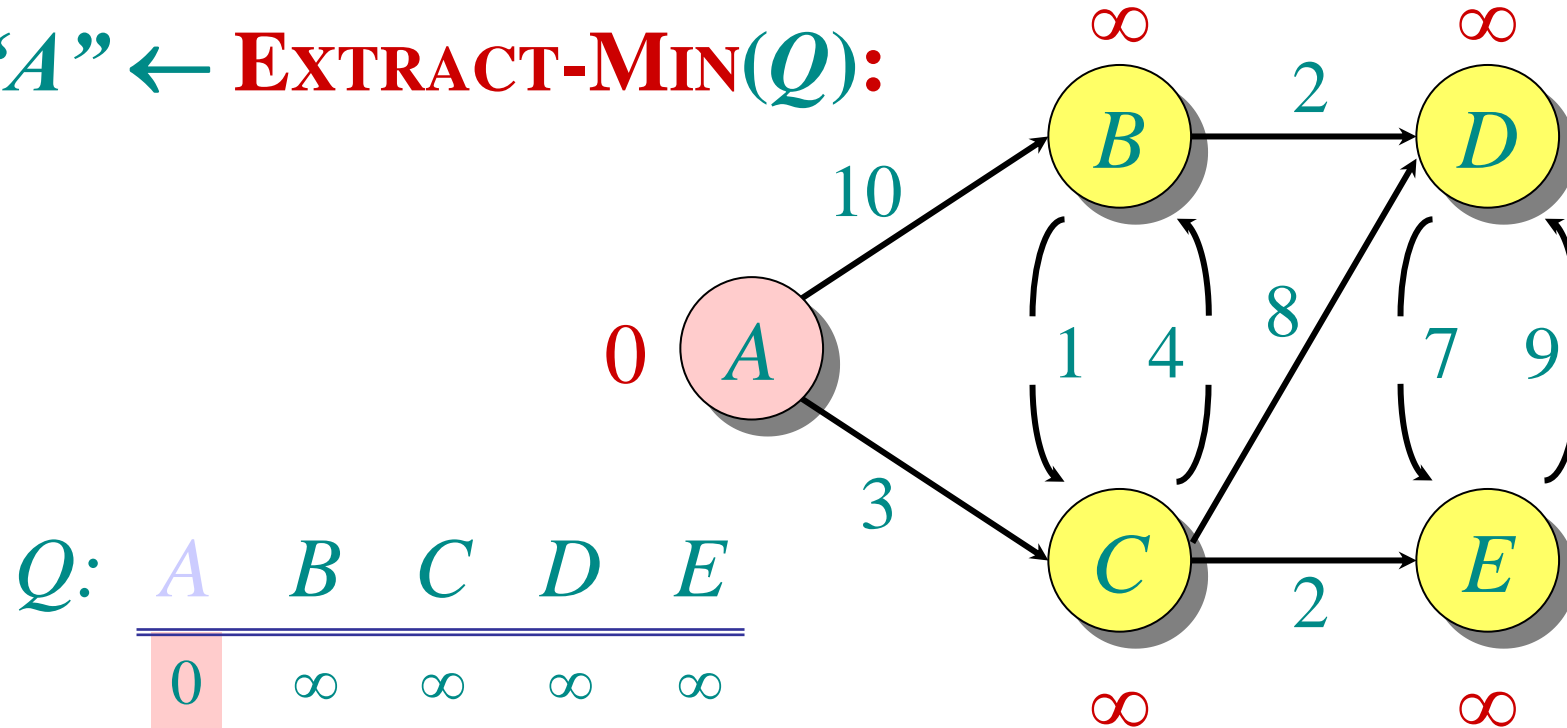 “A” ← EXTRACT-MIN(Q):
∞ ∞
B 2 D
10
8
0 A 1 4 7 9
3
Q: A B C D E
C 2 E
0 ∞ ∞ ∞ ∞
∞ ∞